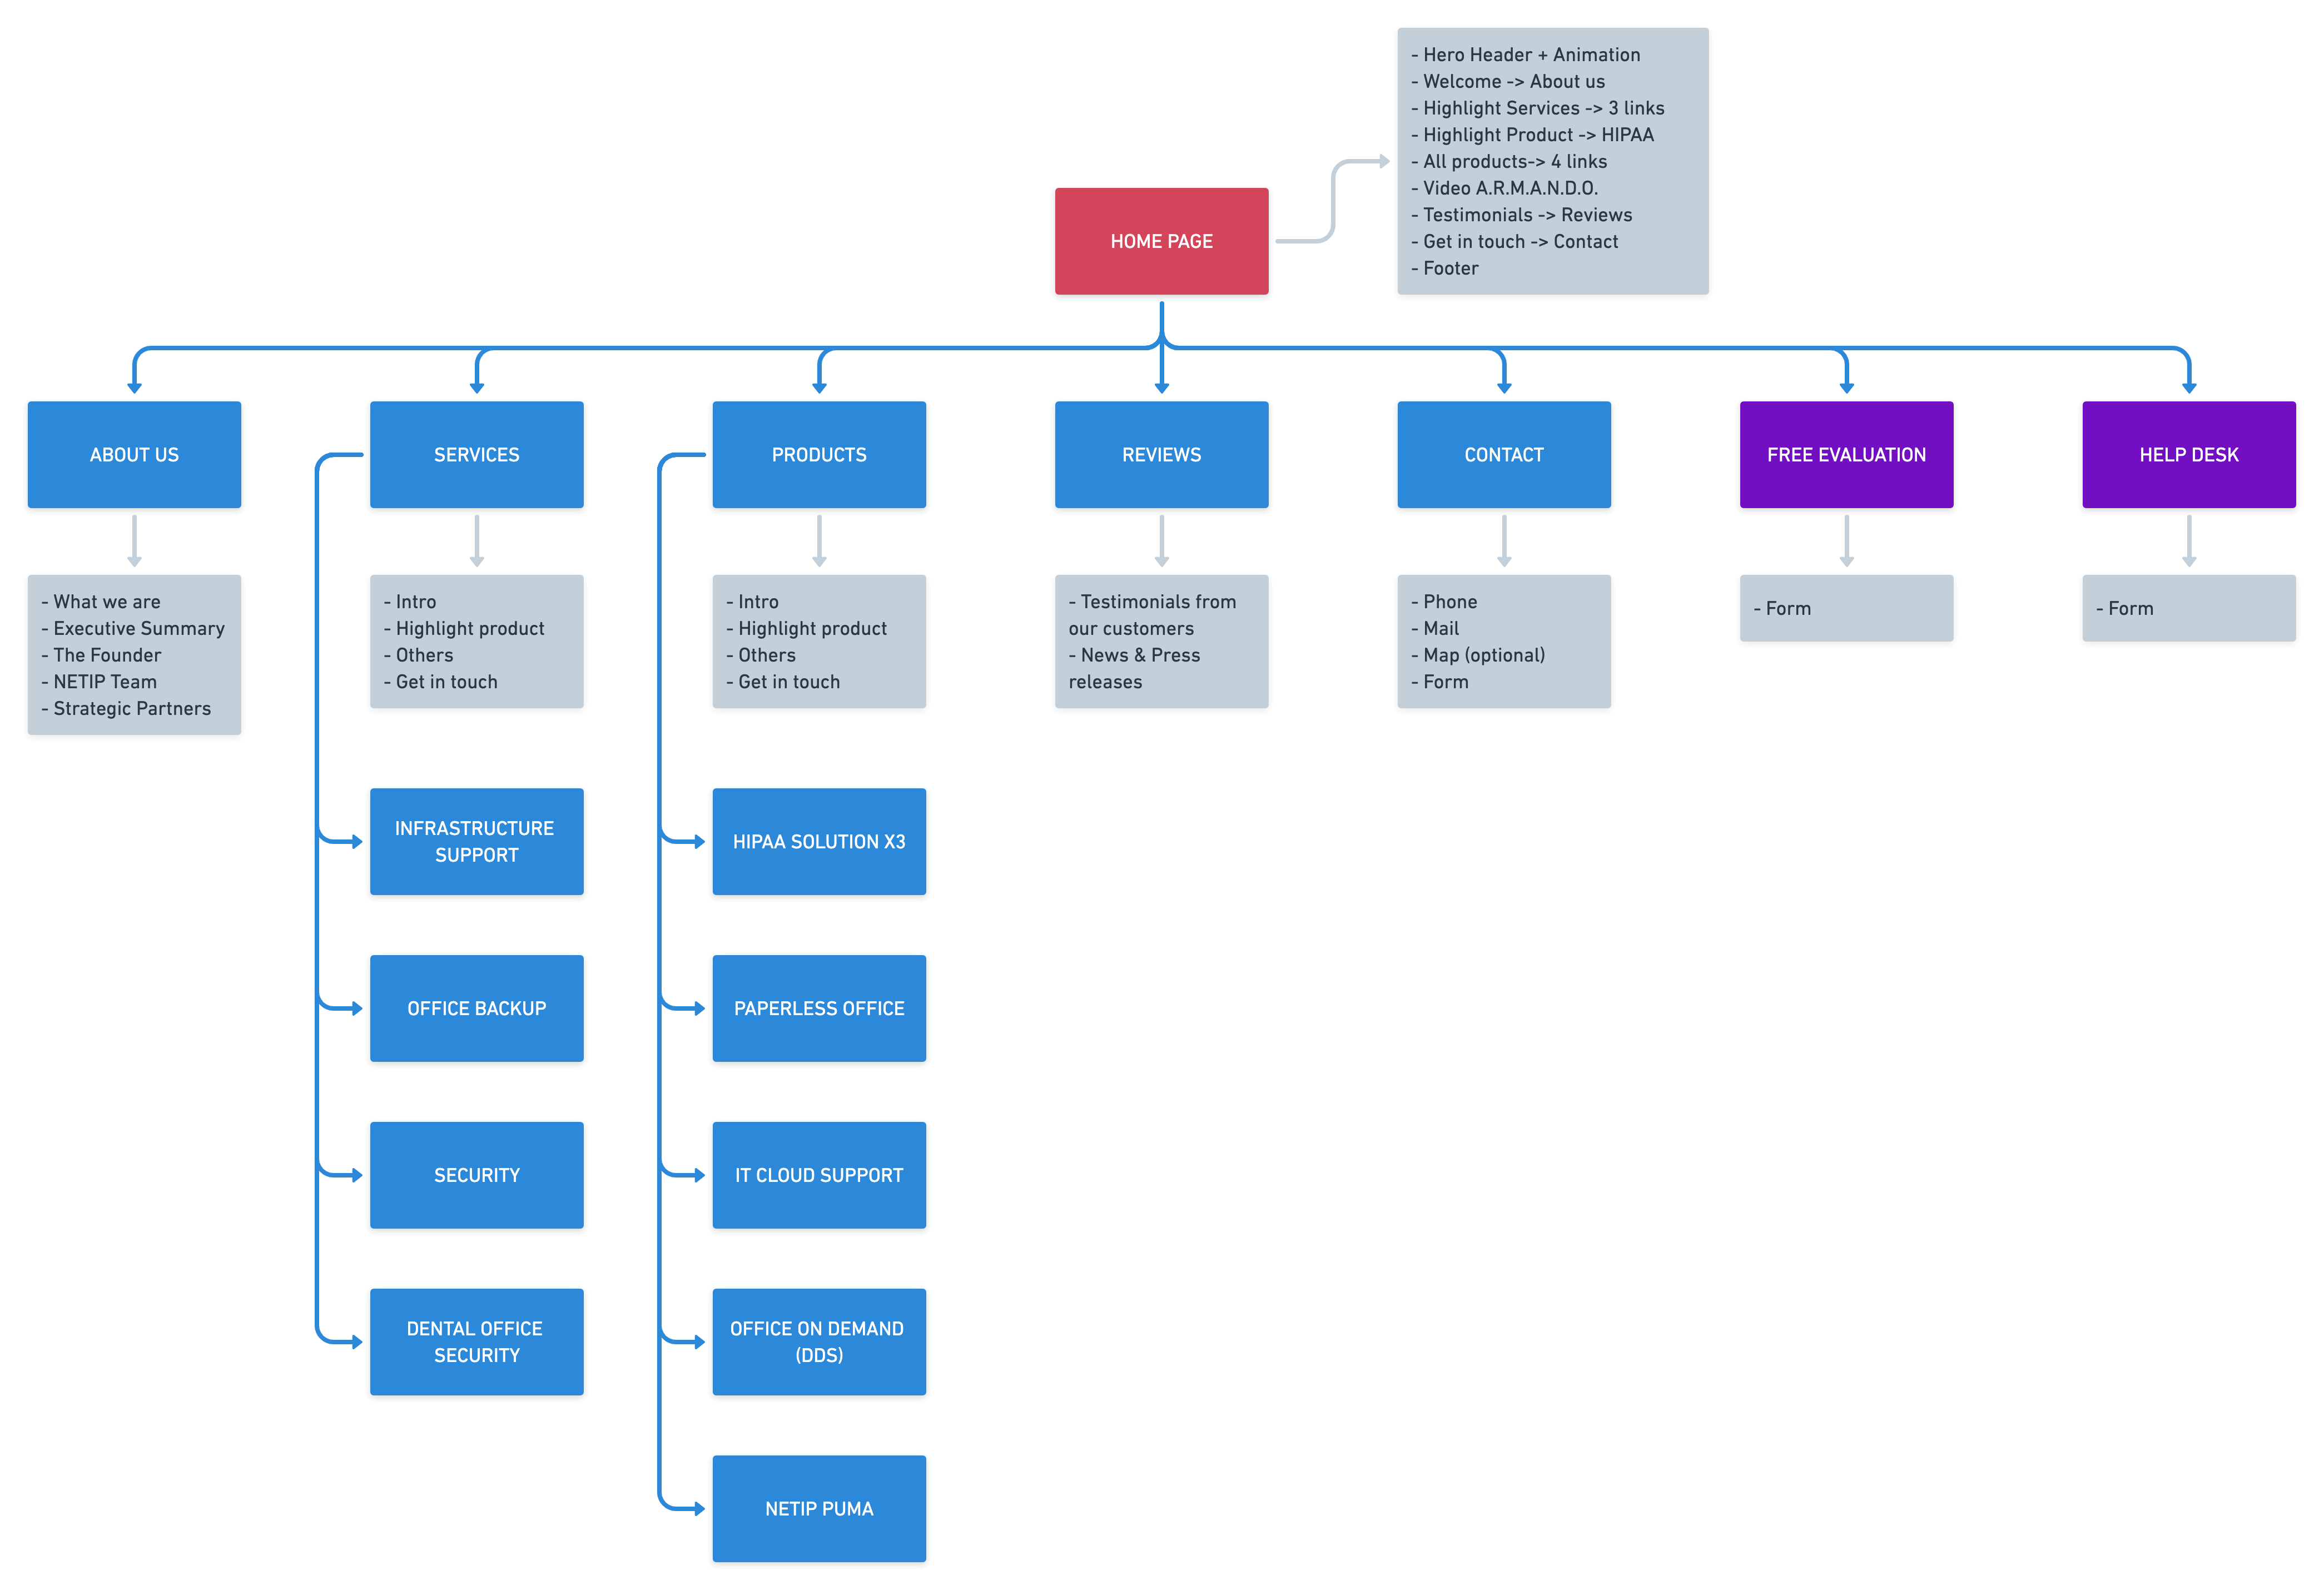 - Hero Header + Animation
- Welcome -> About us
- Highlight Services -> 3 links
- Highlight Product -> HIPAA
- All products-> 4 links
- Video A.R.M.A.N.D.O.
- Testimonials -> Reviews
- Get in touch -> Contact
- Footer
HOME PAGE
ABOUT US
SERVICES
PRODUCTS
REVIEWS
CONTACT
FREE EVALUATION
HELP DESK
- What we are
- Executive Summary
- The Founder
- NETIP Team
- Strategic Partners
- Intro
- Highlight product
- Others
- Get in touch
- Intro
- Highlight product
- Others
- Get in touch
- Testimonials from
our customers
- News & Press
releases
- Phone
- Mail
- Map (optional)
- Form
- Form
- Form
INFRASTRUCTURE
SUPPORT
HIPAA SOLUTION X3
OFFICE BACKUP
PAPERLESS OFFICE
SECURITY
IT CLOUD SUPPORT
DENTAL OFFICE
SECURITY
OFFICE ON DEMAND
(DDS)
NETIP PUMA